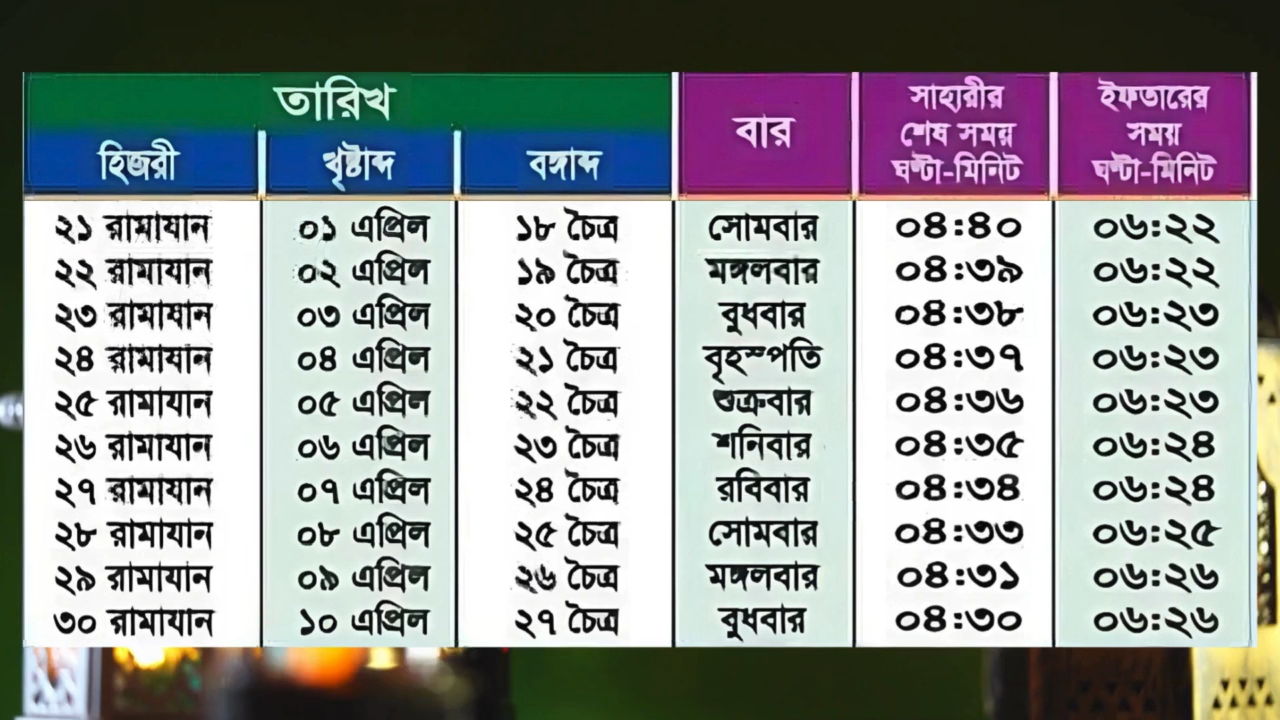 তারিখ
বার
সাহারীর
শেষ সময়
ঘন্টা-মিনিট
ইফতারের
সময়
ঘন্টা-মিনিট
হিজরী খৃষ্টাব্দ বঙ্গাব্দ
২১ রামাযান ০১ এপ্রিল ১৮ চৈত্র সোমবার ০৪:৪০ ০৬:২২
২২ রামাযান ০২ এপ্রিল ১৯ চৈত্র মঙ্গলবার ০৪:৩৯ ০৬:২২
২৩ রামাযান ০৩ এপ্রিল ২০ চৈত্র বুধবার ০৪:৩৮ ০৬:২৩
২৪ রামাযান ০৪ এপ্রিল ২১ চৈত্র বৃহস্পতি ০৪:৩৭ ০৬:২৩
২৫ রামাযান ০৫ এপ্রিল ২২ চৈত্র শুক্রবার ০৪:৩৬ ০৬:২৩
২৬ রামাযান ০৬ এপ্রিল ২৩ চৈত্র শনিবার ০৪:৩৫ ০৬:২৪
২৭ রামাযান ০৭ এপ্রিল ২৪ চৈত্র রবিবার ০৪:৩৪ ০৬:২৪
২৮ রামাযান ০৮ এপ্রিল ২৫ চৈত্র সোমবার ০৪:৩৩ ০৬:২৫
২৯ রামাযান ০৯ এপ্রিল ২৬ চৈত্র মঙ্গলবার ০৪:৩১ ০৬:২৬
৩০ রামাযান ১০ এপ্রিল ২৭ চৈত্র বুধবার ০৪:৩০ ০৬:২৬